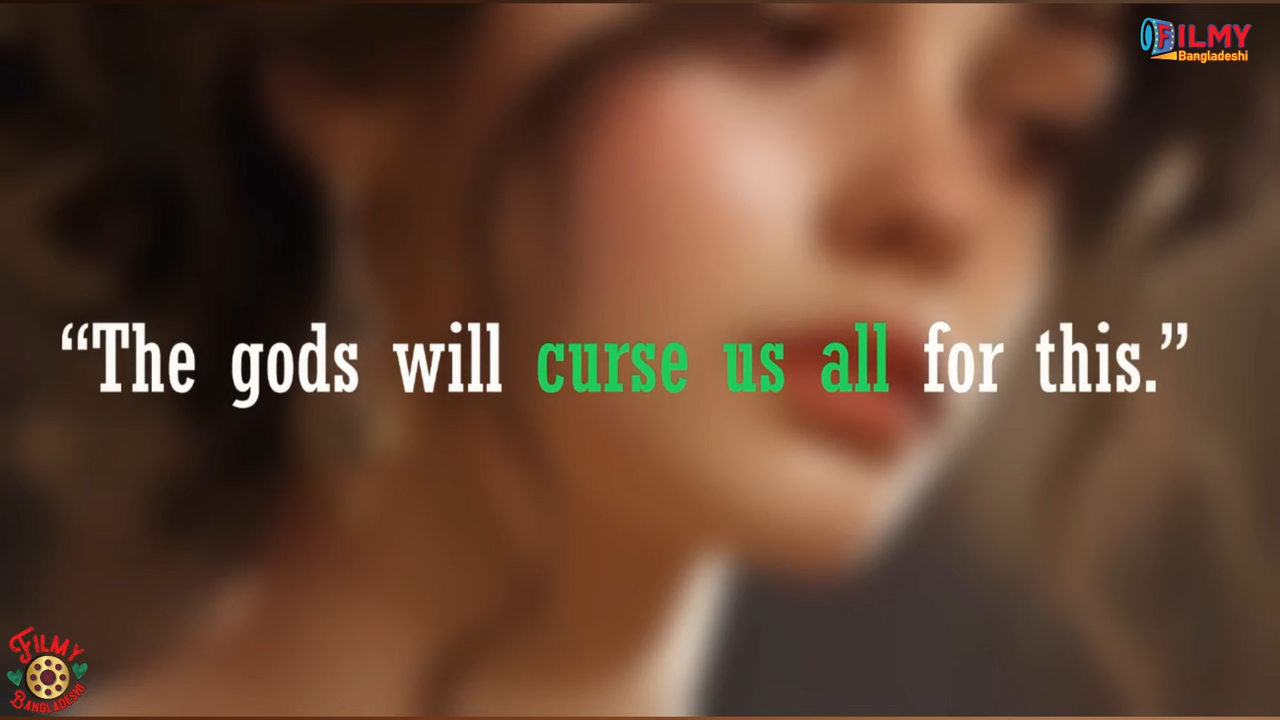 FILMY
Bangladeshi
“The gods will curse us all for this.”
FILMY
BANGLADESHI